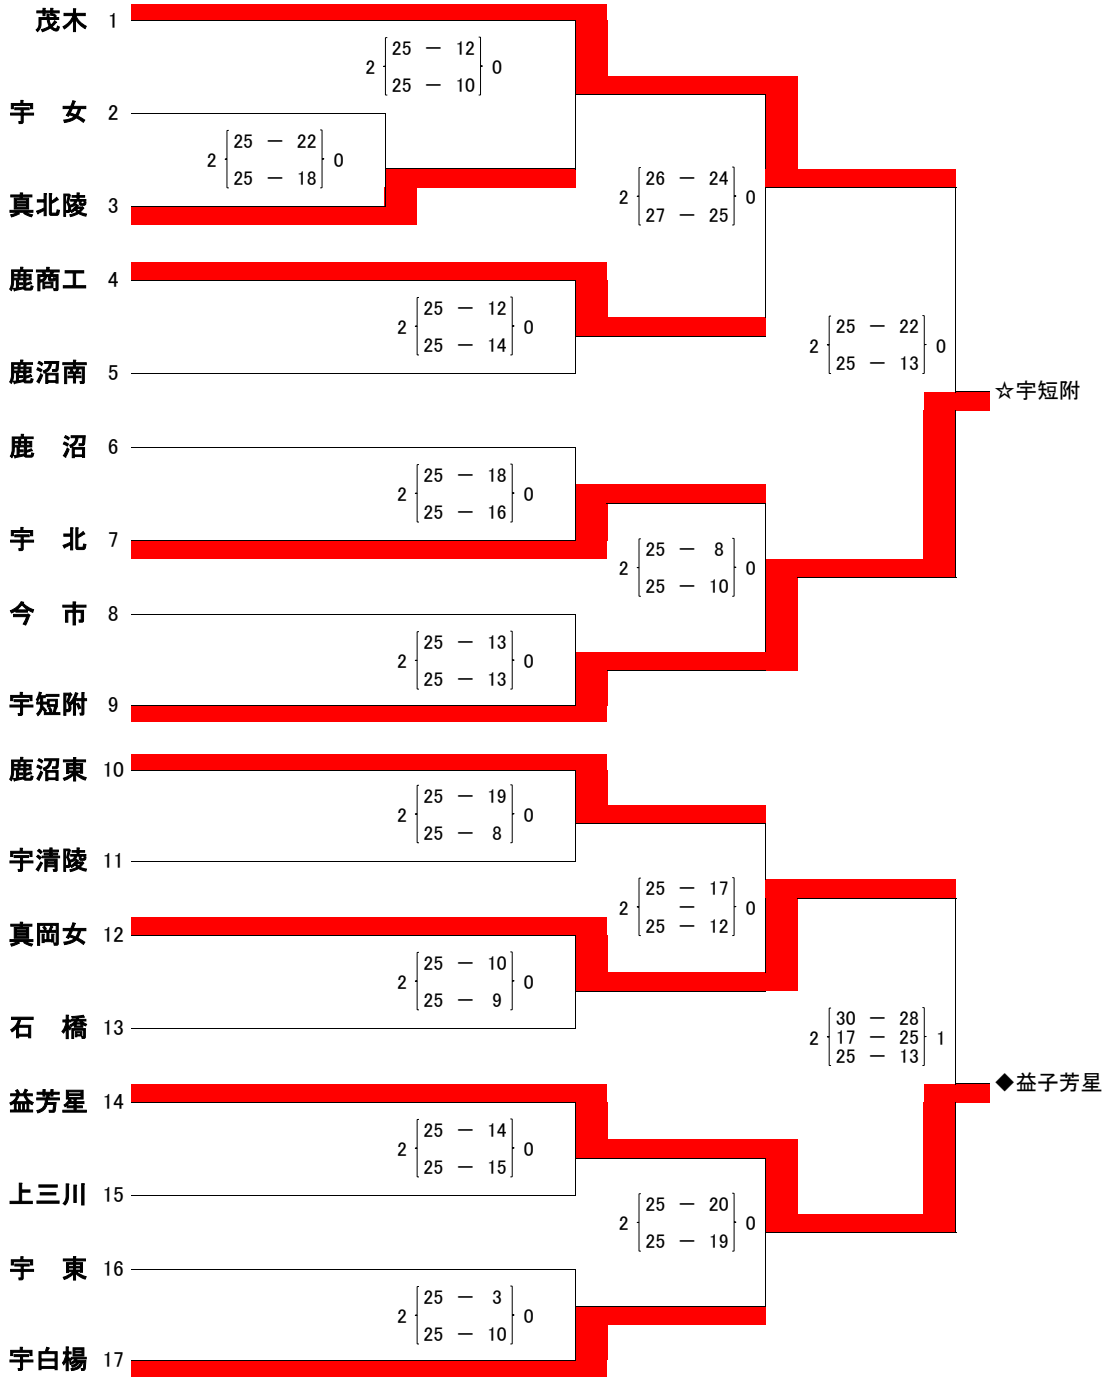 茂木 1
25 － 12
2 0
25 － 10
宇 女 2
25 － 22
2 0
25 － 18
真北陵 3
26 － 24
2 0
27 － 25
鹿商工 4
25 － 12
2 0
25 － 14
鹿沼南 5
25 － 22
2 0
25 － 13
☆宇短附
鹿 沼 6
25 － 18
2 0
25 － 16
宇 北 7
25 － 8
2 0
25 － 10
今 市 8
25 － 13
2 0
25 － 13
宇短附 9
鹿沼東 10
25 － 19
2 0
25 － 8
宇清陵 11
25 － 17
2 － 0
25 － 12
真岡女 12
25 － 10
2 0
25 － 9
石 橋 13
30 － 28
2 17 － 25 1
25 － 13
◆益子芳星
益芳星 14
25 － 14
2 0
25 － 15
上三川 15
25 － 20
2 0
25 － 19
宇 東 16
25 － 3
2 0
25 － 10
宇白楊 17